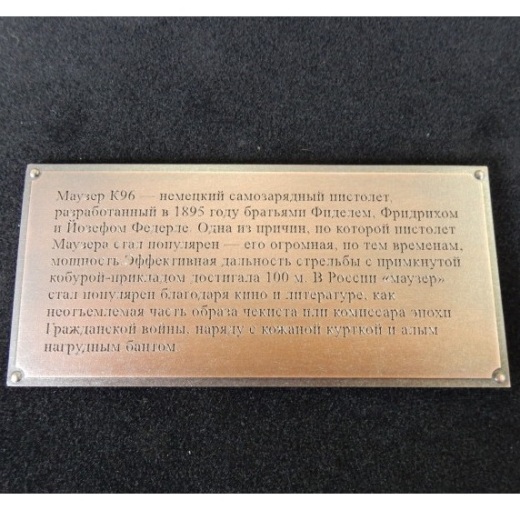 Маузер К96 — немецкий самозарядный пистолет,
разработанный в 1895 году братьями Фиделем, Фридрихом
и Йозефом Федерле. Одна из причин, по которой пистолет
Маузера стал популярен — его огромная, по тем временам,
мощность. Эффективная дальность стрельбы с примкнутой
кобурой-прикладом достигала 100 м. В России «маузер»
стал популярен благодаря кино и литературе, как
неотъемлемая часть образа чекиста или комиссара эпохи
Гражданской войны, наряду с кожаной курткой и алым
нагрудным бантом